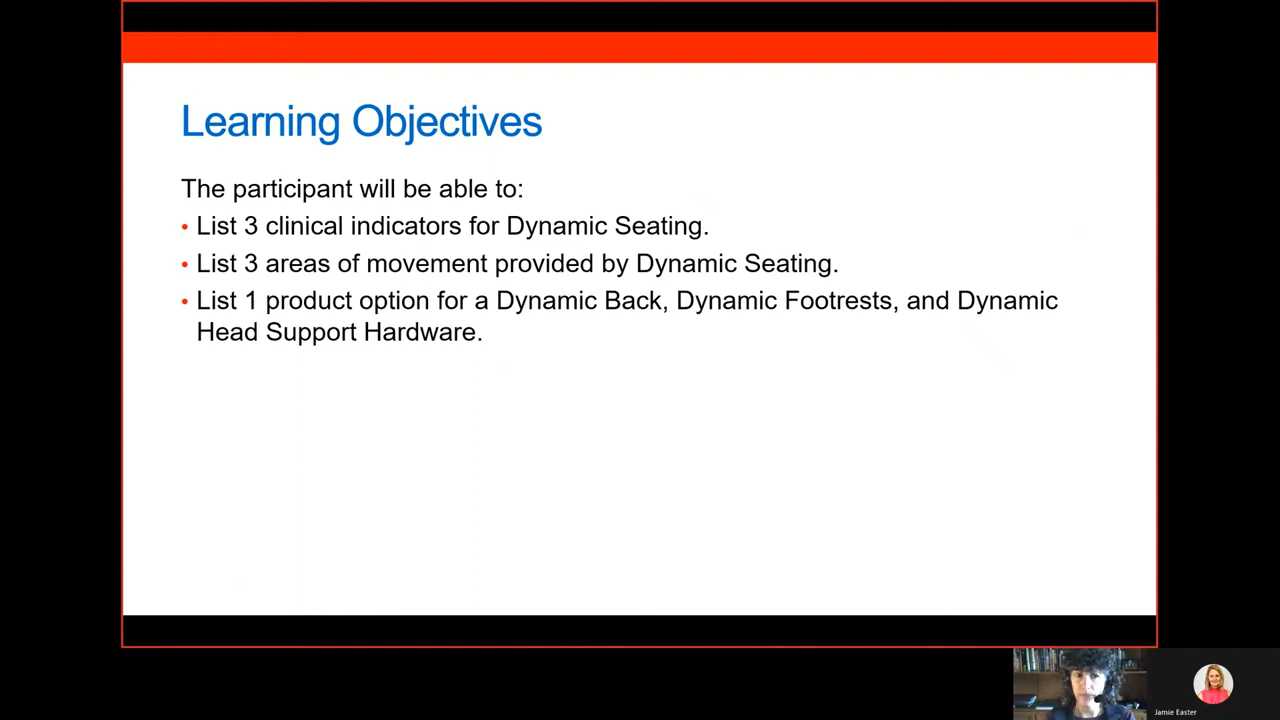 Learning Objectives
The participant will be able to:
• List 3 clinical indicators for Dynamic Seating.
• List 3 areas of movement provided by Dynamic Seating.
• List 1 product option for a Dynamic Back, Dynamic Footrests, and Dynamic
Head Support Hardware.
Jamie Easter